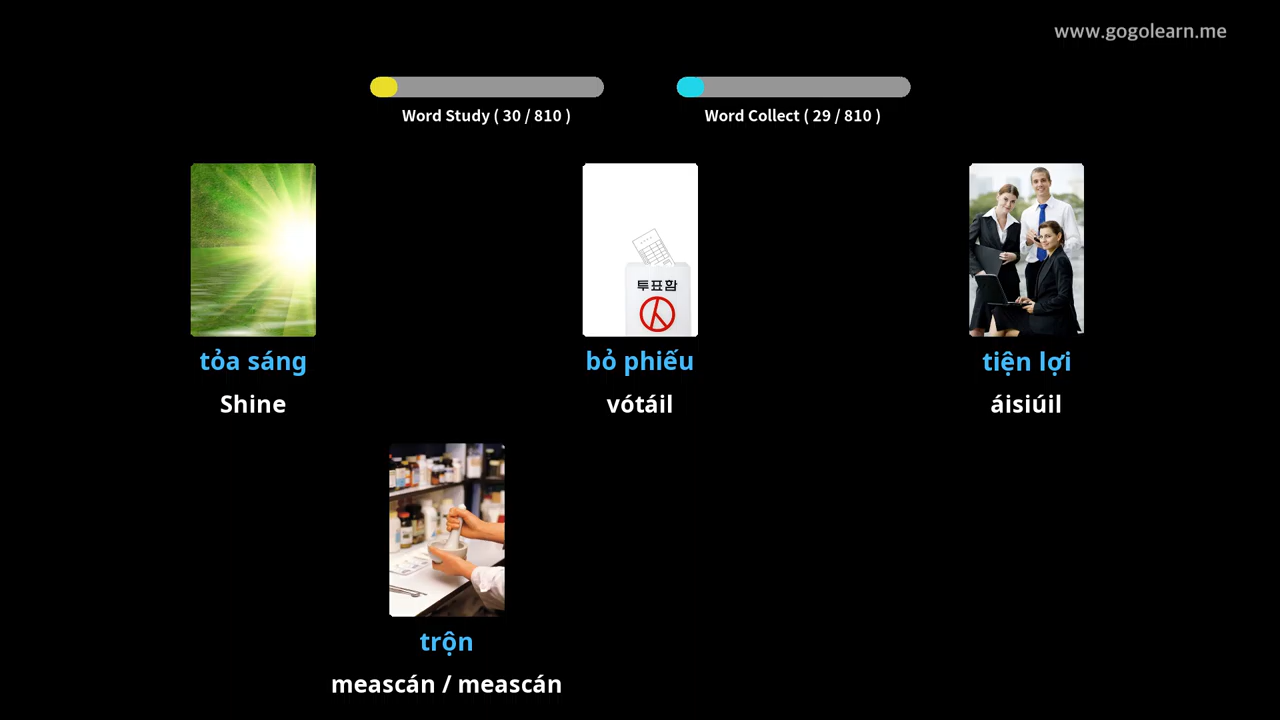 www.gogolearn.me
Word Study ( 30 / 810 )
Word Collect ( 29 / 810 )
투표함
tỏa sáng
bỏ phiếu
tiện lợi
Shine
vótáil
áisiúil
trộn
meascán / meascán